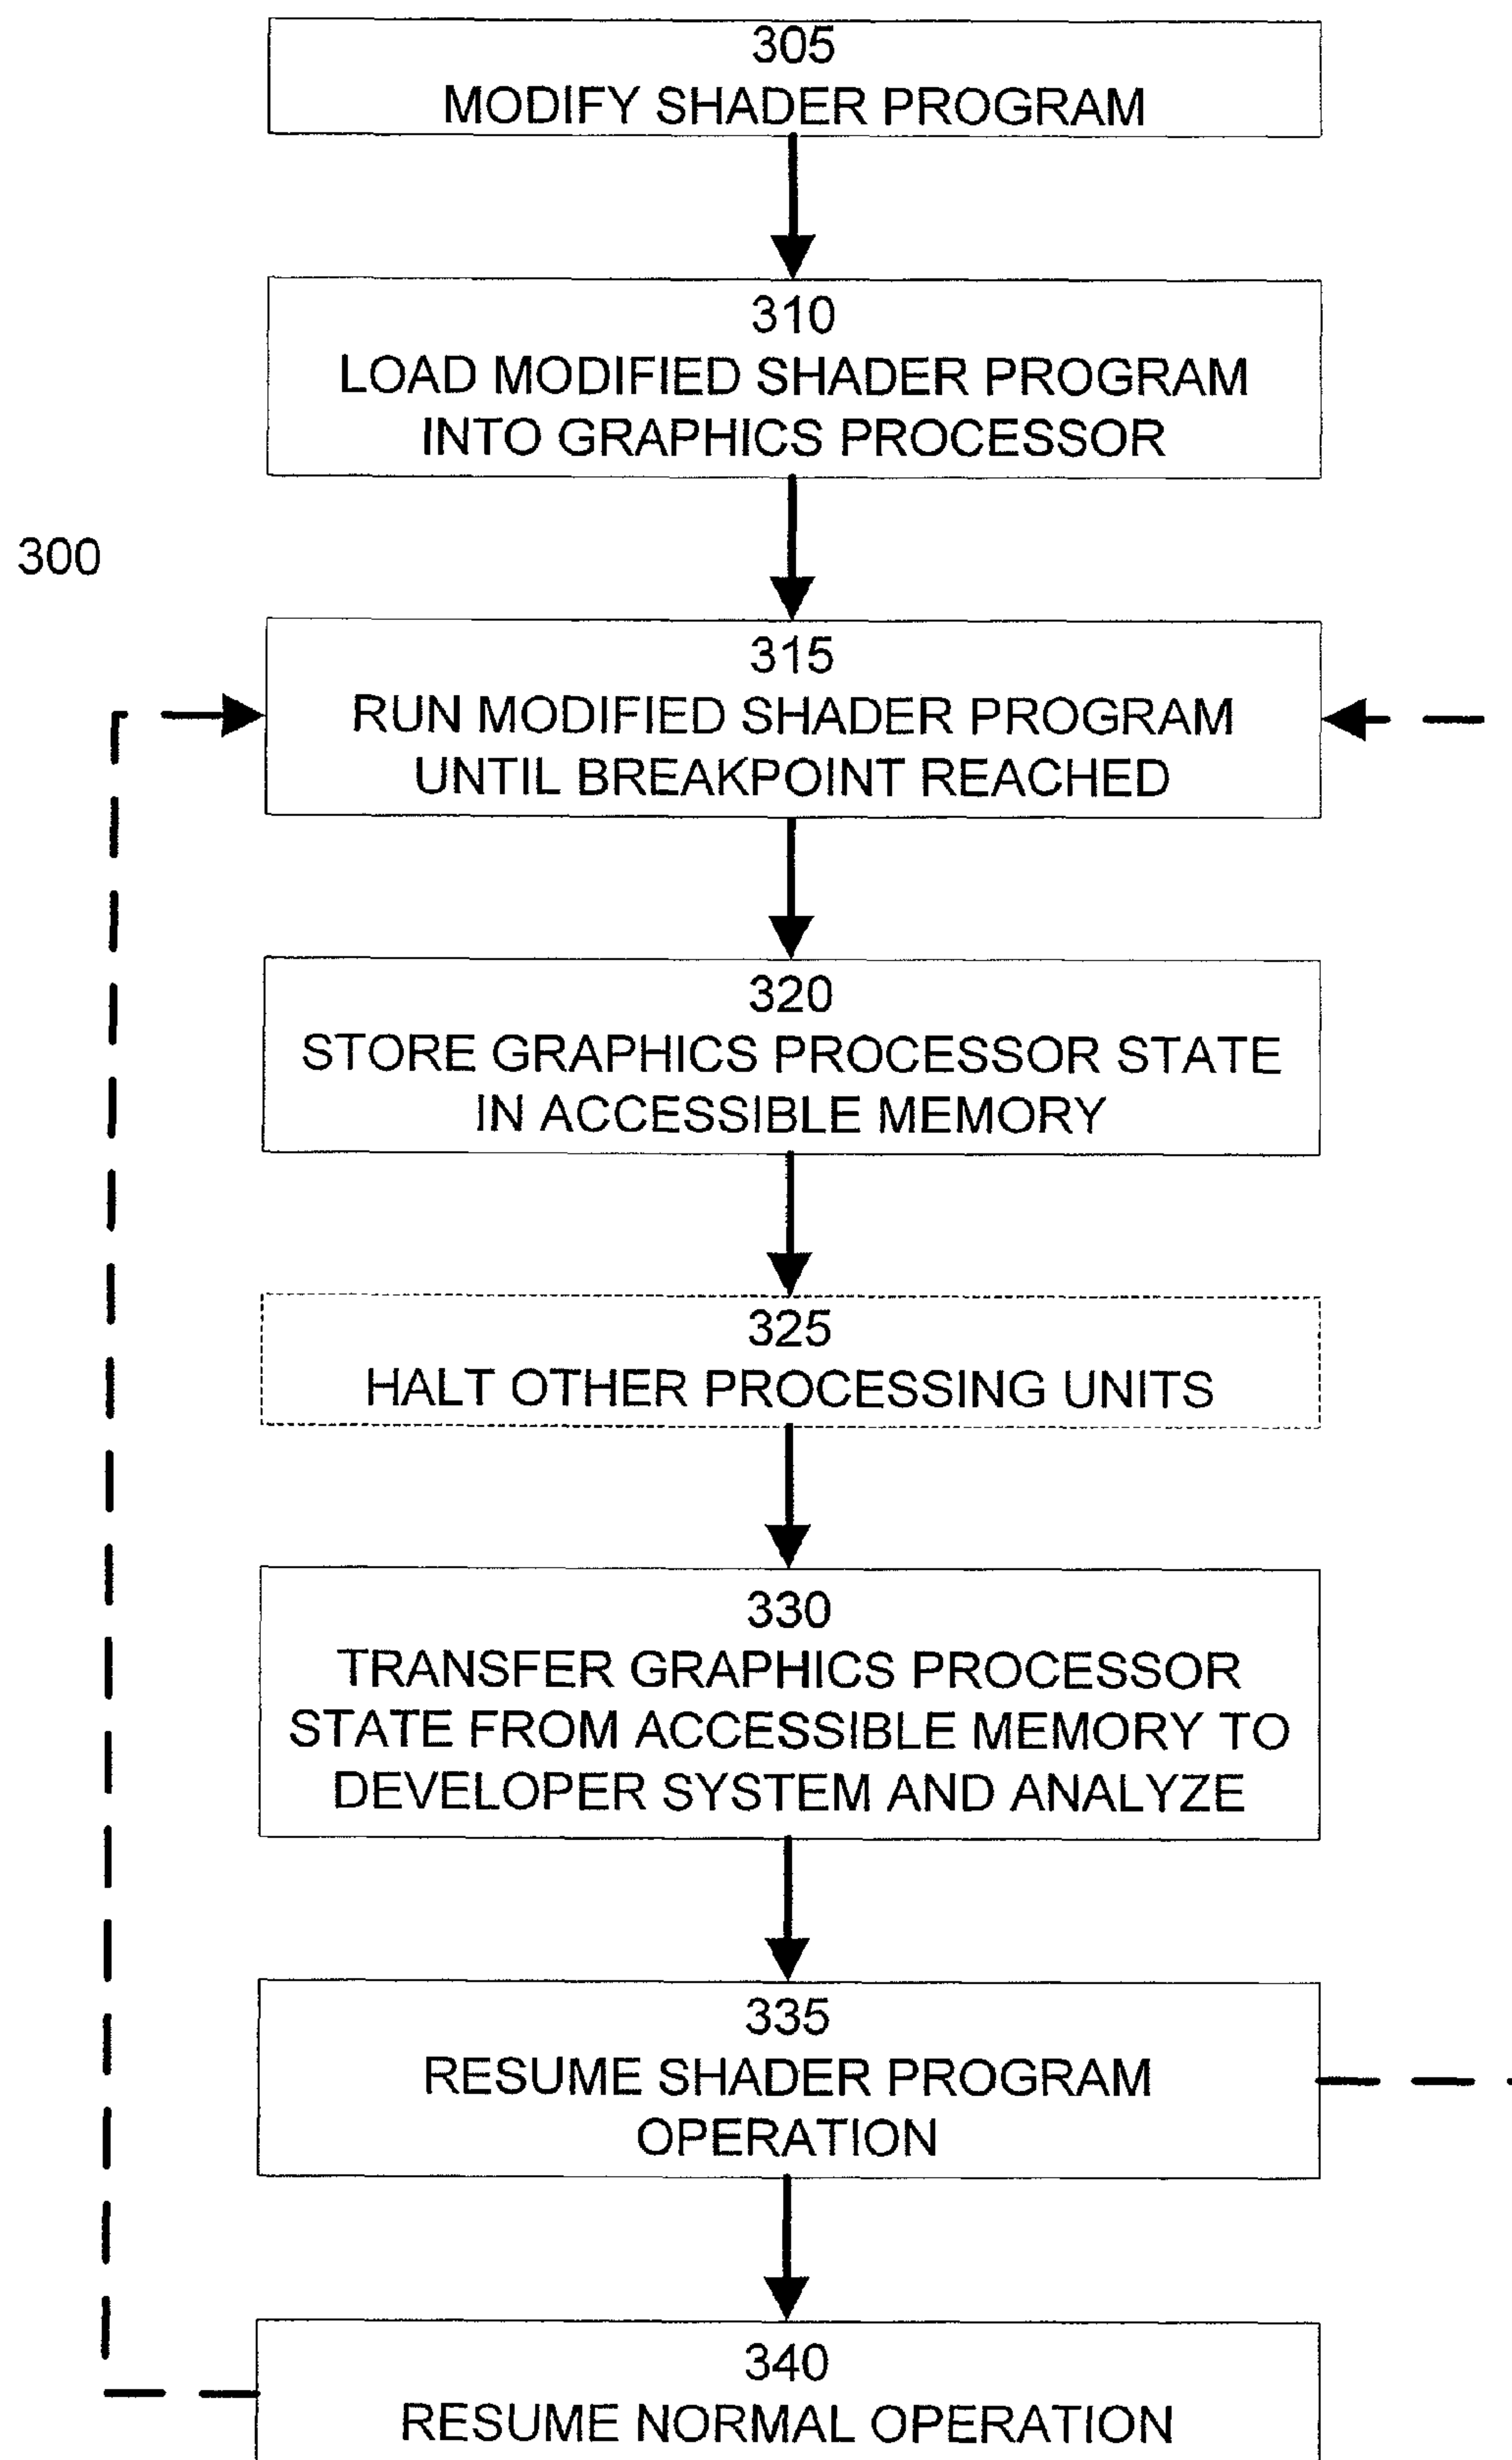 305
MODIFY SHADER PROGRAM
310
LOAD MODIFIED SHADER PROGRAM
INTO GRAPHICS PROCESSOR
300
315
RUN MODIFIED SHADER PROGRAM
UNTIL BREAKPOINT REACHED
320
STORE GRAPHICS PROCESSOR STATE
IN ACCESSIBLE MEMORY
325
HALT OTHER PROCESSING UNITS
330
TRANSFER GRAPHICS PROCESSOR
STATE FROM ACCESSIBLE MEMORY TO
DEVELOPER SYSTEM AND ANALYZE
335
RESUME SHADER PROGRAM
OPERATION
340
RESUME NORMAL OPERATION